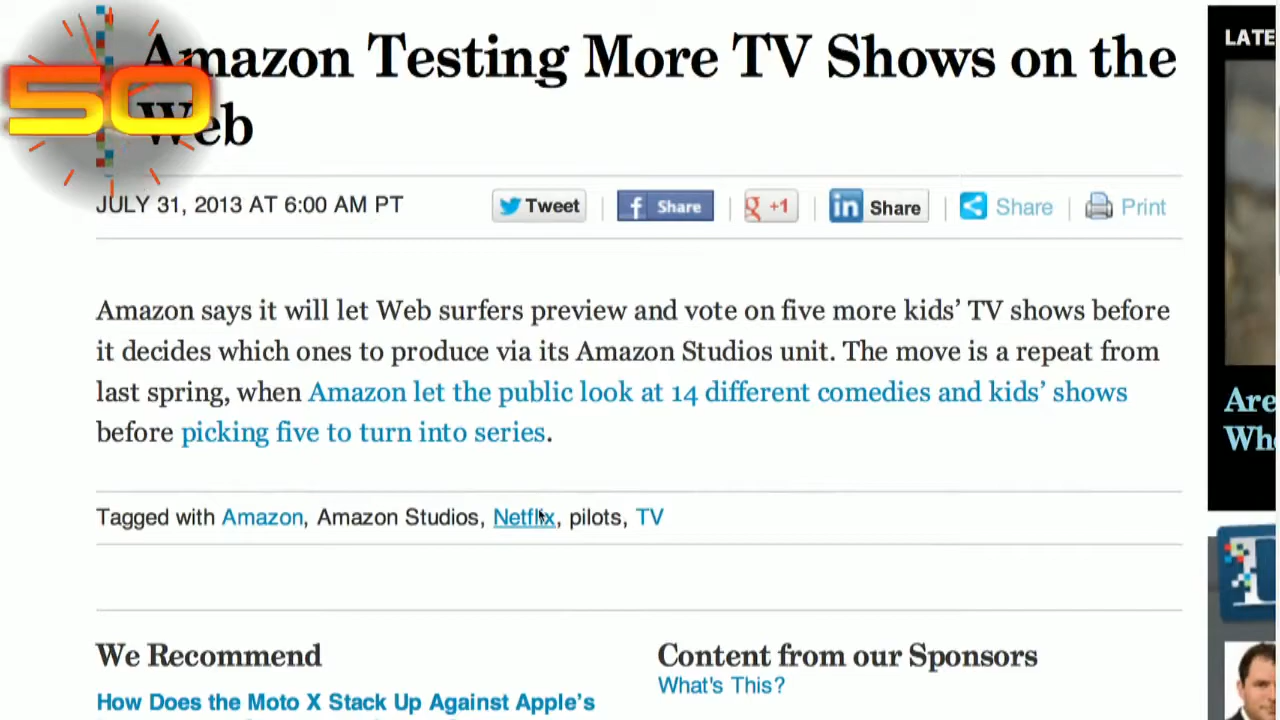 50
Amazon Testing More TV Shows on the
Web
LATE
JULY 31, 2013 AT 6:00 AM PT
Tweet
f Share
g +1
in Share
Share
Print
Amazon says it will let Web surfers preview and vote on five more kids’ TV shows before
it decides which ones to produce via its Amazon Studios unit. The move is a repeat from
last spring, when Amazon let the public look at 14 different comedies and kids’ shows
before picking five to turn into series.
Are
Who
Tagged with Amazon, Amazon Studios, Netflix, pilots, TV
We Recommend
How Does the Moto X Stack Up Against Apple’s
Content from our Sponsors
What's This?